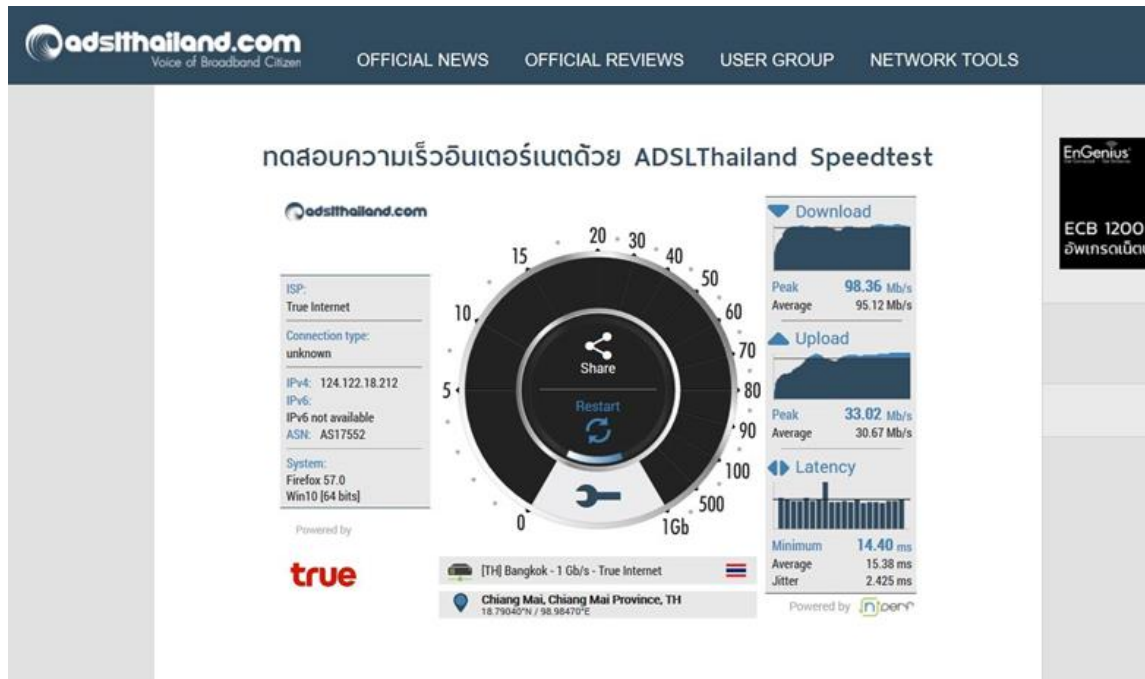 adslthailand.com
Voice of Broadband Citizen
OFFICIAL NEWS OFFICIAL REVIEWS USER GROUP NETWORK TOOLS
ทดสอบความเร็วอินเตอร์เนตด้วย ADSLThailand Speedtest
adslthailand.com
ISP:
True Internet
Connection type:
unknown
IPv4: 124.122.18.212
IPv6:
IPv6 not available
ASN: AS17552
System:
Firefox 57.0
Win10 [64 bits]
Powered by
true
0
5
10
15
20
30
40
50
60
70
80
90
100
500
1Gb
Share
Restart
[TH] Bangkok - 1 Gb/s - True Internet
Chiang Mai, Chiang Mai Province, TH
18.79040°N / 98.98470°E
Download
Peak 98.36 Mb/s
Average 95.12 Mb/s
Upload
Peak 33.02 Mb/s
Average 30.67 Mb/s
Latency
Minimum 14.40 ms
Average 15.38 ms
Jitter 2.425 ms
Powered by nperf
EnGenius
ECB 1200